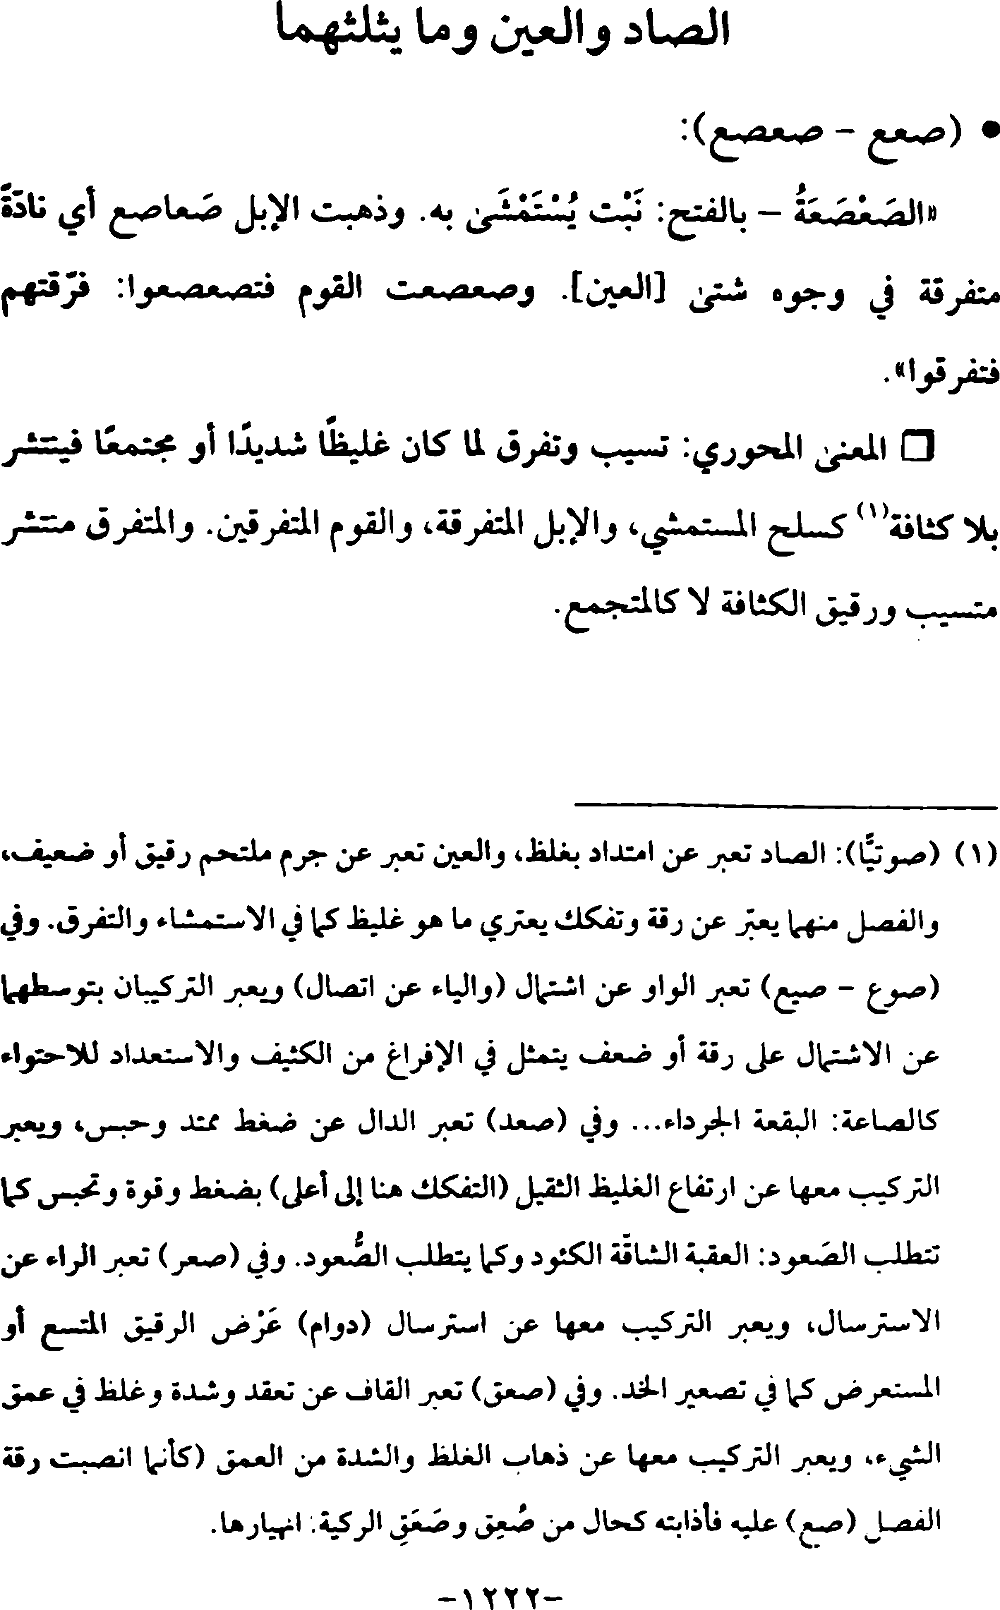 الصاد والعين وما يثلثهما
• (صعع - صعصع):
«الصَعْصَعَةُ - بالفتح: نَبْت يُسْتَمْشَى به. وذهبت الإبل صَعاصع أي نادّةً
متفرقة في وجوه شتىٰ [العين]. وصعصعت القوم فتصعصعوا: فرّقتهم
فتفرقوا».
□ المعنىٰ المحوري: تسيب وتفرق لما كان غليظًا شديدًا أو مجتمعًا فينتشر
بلا كثافة(١) كسلح المستمشي، والإبل المتفرقة، والقوم المتفرقين. والمتفرق منتشر
متسيب ورقيق الكثافة لا كالمتجمع.
(١) (صوتيًّا): الصاد تعبر عن امتداد بغلظ، والعين تعبر عن جرم ملتحم رقيق أو ضعيف،
والفصل منهما يعبّر عن رقة وتفكك يعتري ما هو غليظ كما في الاستمشاء والتفرق. وفي
(صوع - صيع) تعبر الواو عن اشتمال (والياء عن اتصال) ويعبر التركيبان بتوسطهما
عن الاشتمال على رقة أو ضعف يتمثل في الإفراغ من الكثيف والاستعداد للاحتواء
كالصاعة: البقعة الجرداء... وفي (صعد) تعبر الدال عن ضغط ممتد وحبس، ويعبر
التركيب معها عن ارتفاع الغليظ الثقيل (التفكك هنا إلى أعلى) بضغط وقوة وتحبس كما
تتطلب الصَعود: العقبة الشاقّة الكئود وكما يتطلب الصُّعود. وفي (صعر) تعبر الراء عن
الاسترسال، ويعبر التركيب معها عن استرسال (دوام) عَرْض الرقيق المتسع أو
المستعرض كما في تصعير الخد. وفي (صعق) تعبر القاف عن تعقد وشدة وغلظ في عمق
الشيء، ويعبر التركيب معها عن ذهاب الغلظ والشدة من العمق (كأنما انصبت رقة
الفصل (صع) عليه فأذابته كحال من صُعِق وصَعَقِ الركية: انهيارها.
-١٢٢٢-